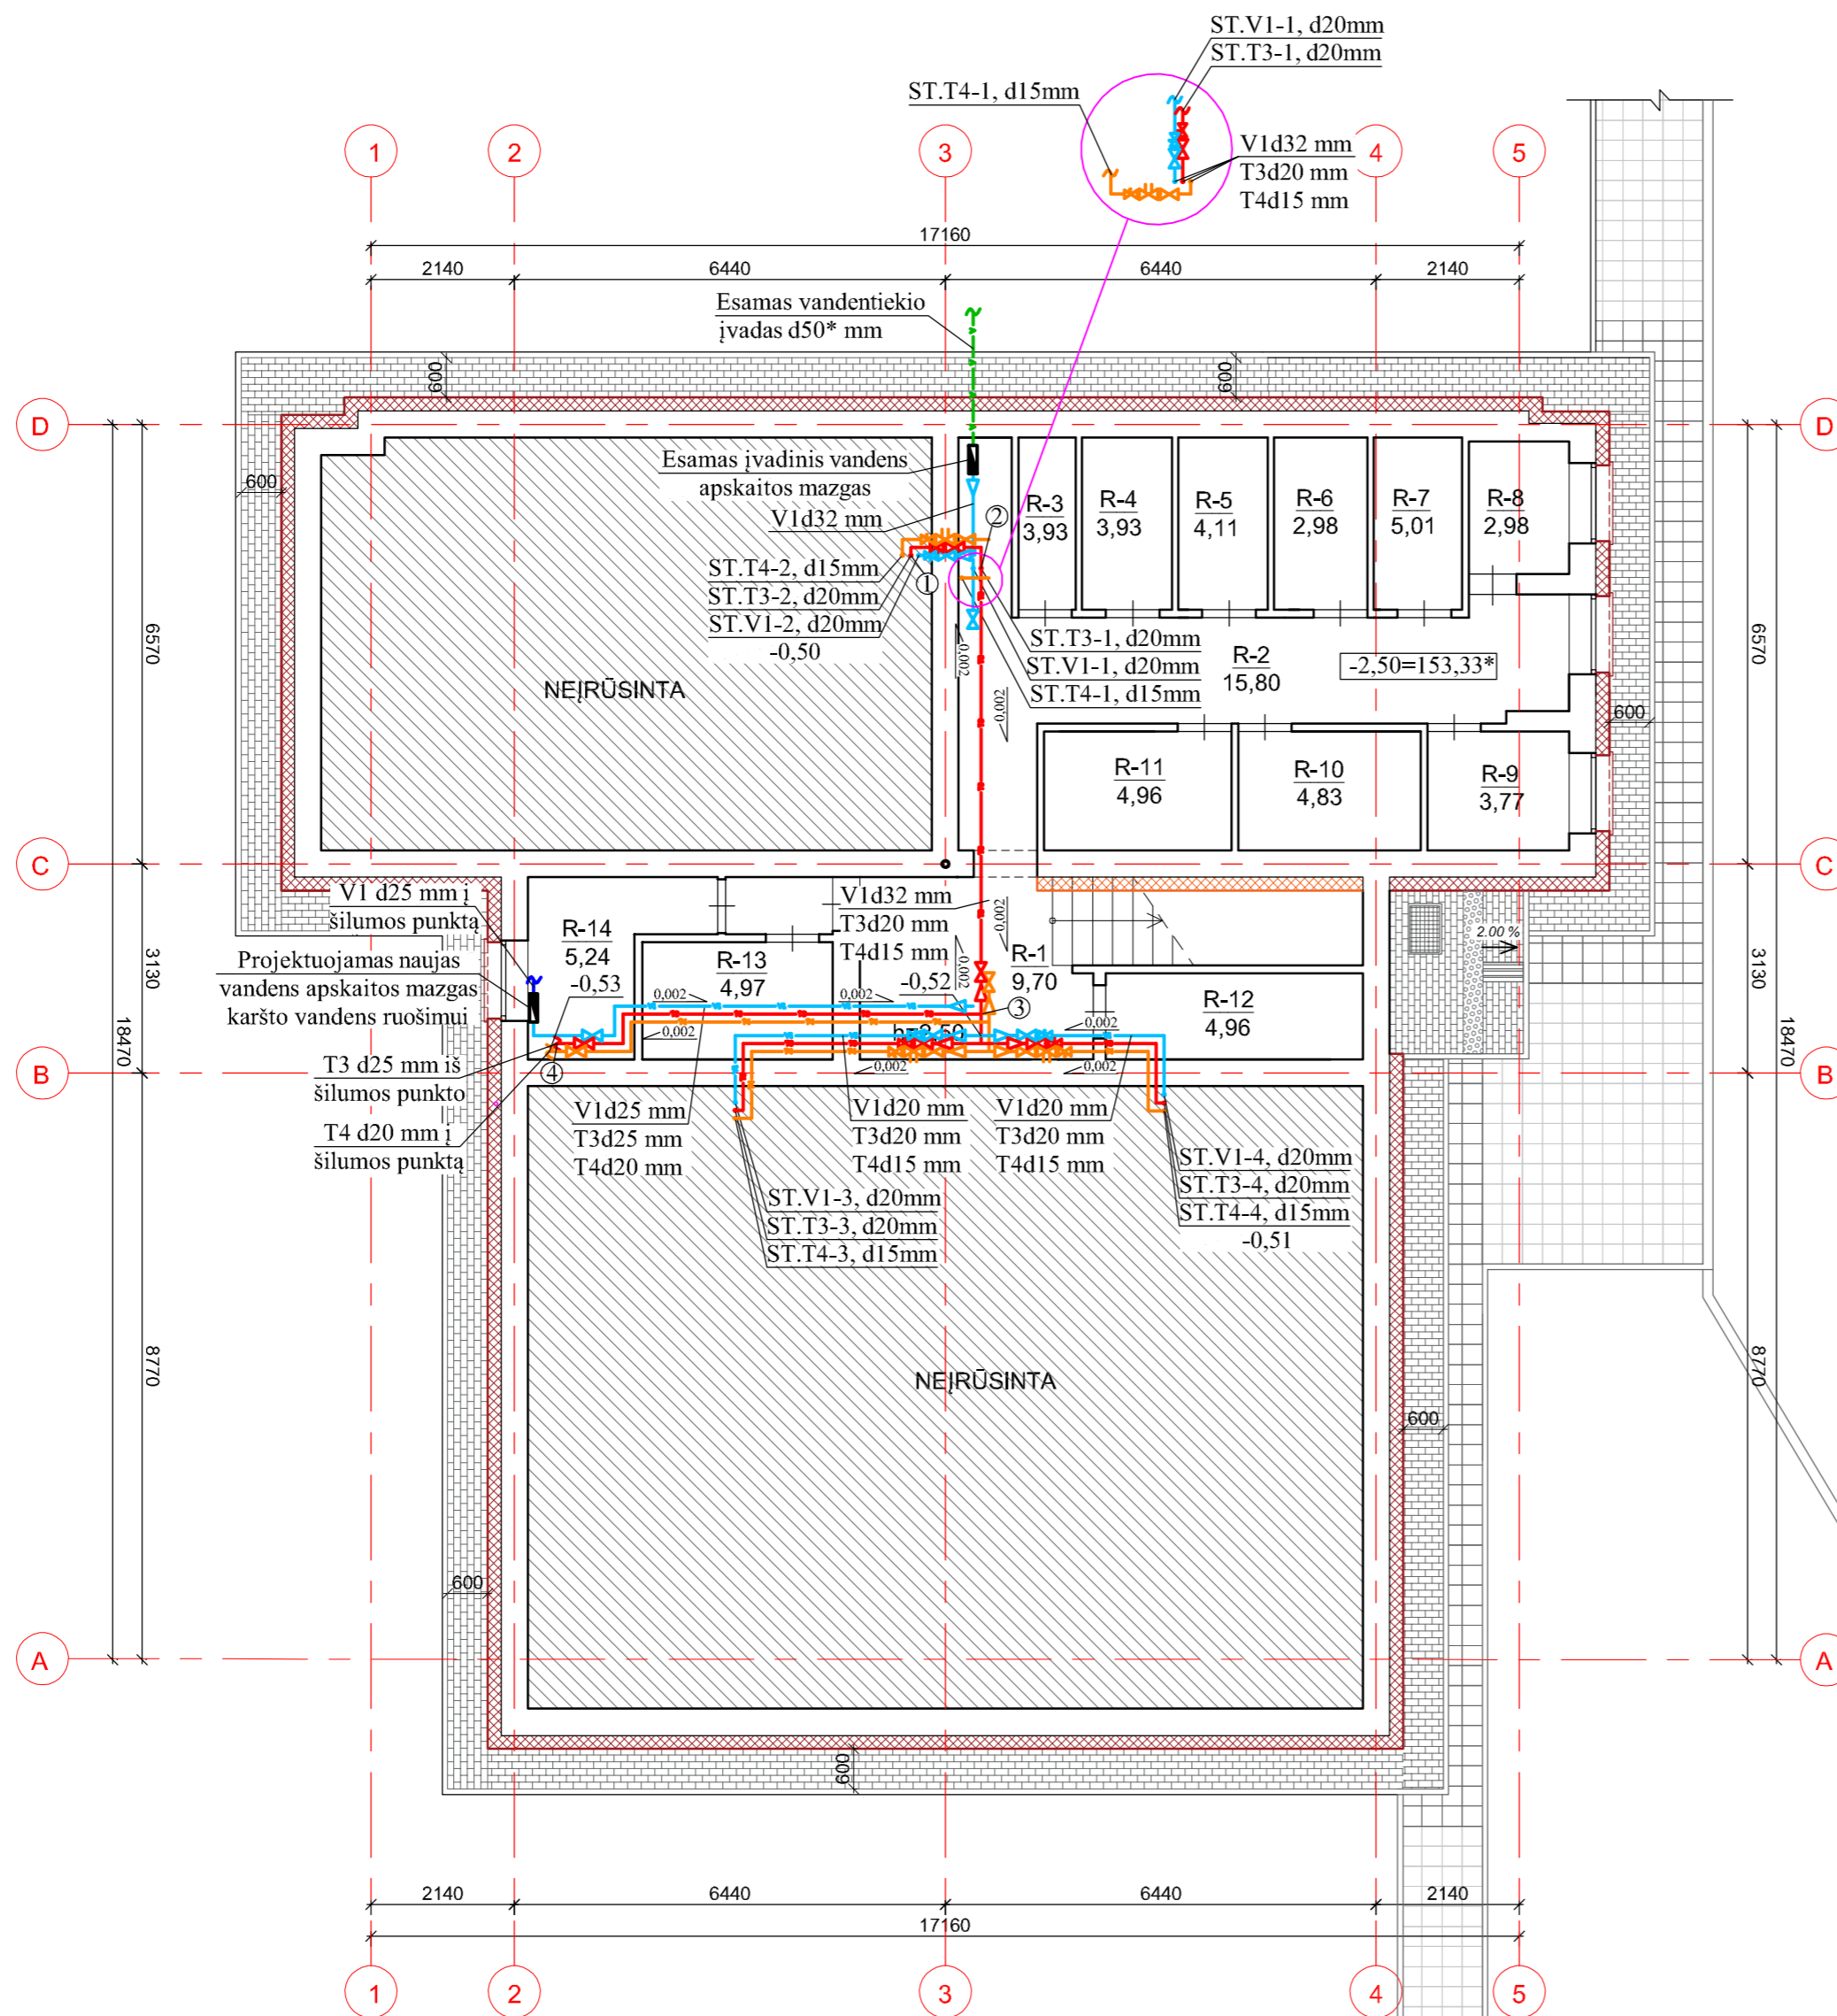 ST.V1-1, d20mm
ST.T3-1, d20mm
ST.T4-1, d15mm
V1d32 mm
T3d20 mm
T4d15 mm
1
2
3
4
5
17160
2140
6440
6440
2140
Esamas vandentiekio
įvadas d50* mm
600
600
D
D
Esamas įvadinis vandens
apskaitos mazgas
V1d32 mm
600
2
R-3
3,93
R-4
3,93
R-5
4,11
R-6
2,98
R-7
5,01
R-8
2,98
ST.T4-2, d15mm
ST.T3-2, d20mm
ST.V1-2, d20mm
-0,50
1
6570
6570
0,002
0,002
ST.T3-1, d20mm
ST.V1-1, d20mm
ST.T4-1, d15mm
R-2
15,80
-2,50=153,33*
NEĮRŪSINTA
600
R-11
4,96
R-10
4,83
R-9
3,77
C
C
V1 d25 mm į
šilumos punktą
R-14
5,24
-0,53
V1d32 mm
T3d20 mm
T4d15 mm
-0,52
0,002
0,002
2.00 %
Projektuojamas naujas
vandens apskaitos mazgas
karšto vandens ruošimui
R-13
4,97
R-1
9,70
R-12
4,96
3130
3130
18470
18470
0,002
0,002
0,002
0,002
3
h=2,50
T3 d25 mm iš
šilumos punkto
4
0,002
0,002
B
B
T4 d20 mm į
šilumos punktą
V1d25 mm
T3d25 mm
T4d20 mm
V1d20 mm
T3d20 mm
T4d15 mm
V1d20 mm
T3d20 mm
T4d15 mm
ST.V1-4, d20mm
ST.T3-4, d20mm
ST.T4-4, d15mm
-0,51
ST.V1-3, d20mm
ST.T3-3, d20mm
ST.T4-3, d15mm
8770
8770
NEĮRŪSINTA
600
600
A
A
600
2140
6440
6440
2140
17160
1
2
3
4
5